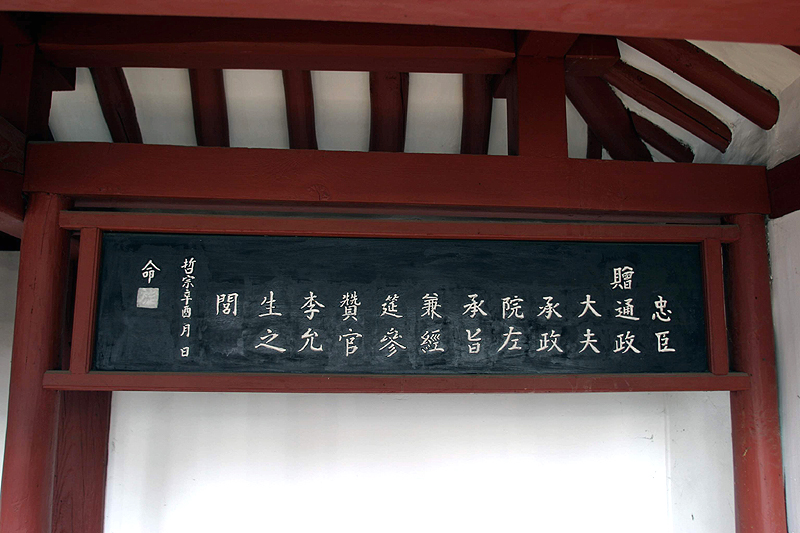 忠臣
贈通政
大夫
承政
院左
承旨
兼經
筵參
贊官
李允
生之
閭
哲宗辛酉月日
命